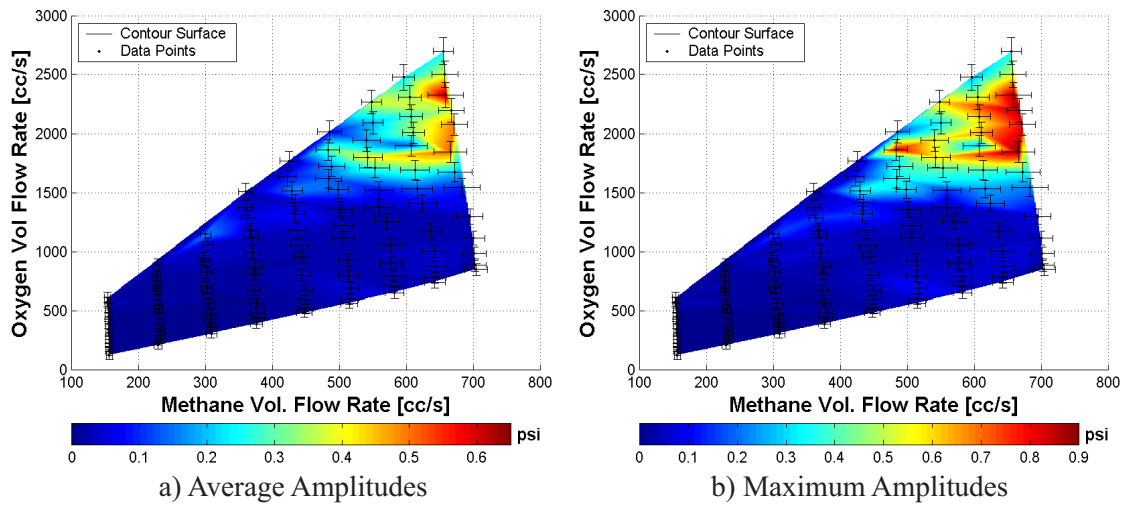 Contour Surface
Data Points
Oxygen Vol Flow Rate [cc/s]
3000
2500
2000
1500
1000
500
0
100 200 300 400 500 600 700 800
Methane Vol. Flow Rate [cc/s]
psi
0 0.1 0.2 0.3 0.4 0.5 0.6
a) Average Amplitudes
Contour Surface
Data Points
Oxygen Vol Flow Rate [cc/s]
3000
2500
2000
1500
1000
500
0
100 200 300 400 500 600 700 800
Methane Vol. Flow Rate [cc/s]
psi
0 0.1 0.2 0.3 0.4 0.5 0.6 0.7 0.8 0.9
b) Maximum Amplitudes